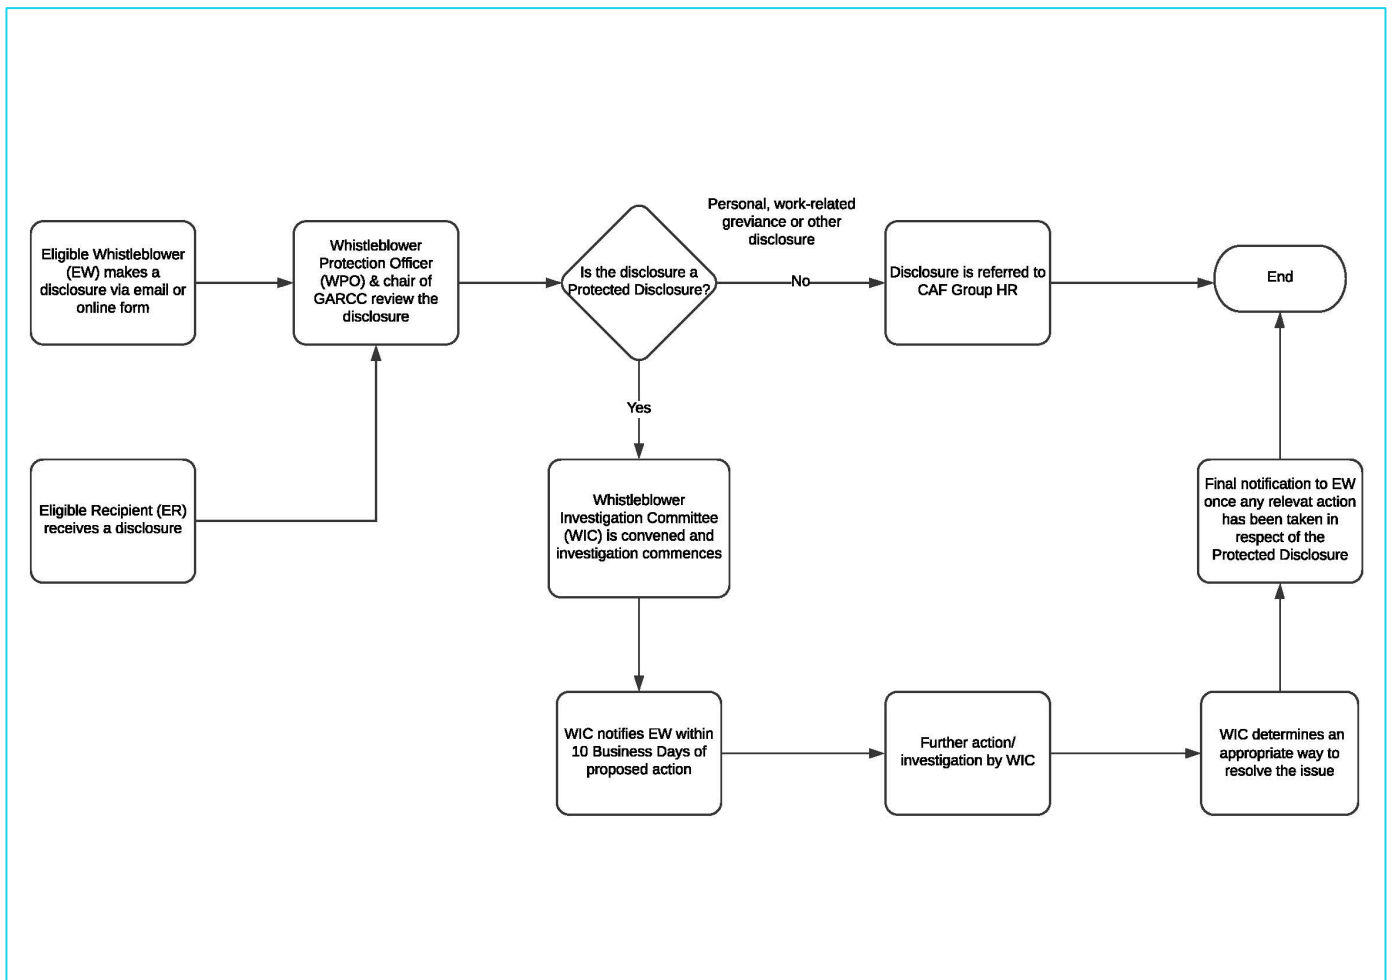 Eligible Whistleblower
(EW) makes a
disclosure via email or
online form
Whistleblower
Protection Officer
(WPO) & chair of
GARCC review the
disclosure
Is the disclosure a
Protected Disclosure?
Personal, work-related
greviance or other
disclosure
No
Disclosure is referred to
CAF Group HR
End
Yes
Eligible Recipient (ER)
receives a disclosure
Whistleblower
Investigation Committee
(WIC) is convened and
investigation commences
Final notification to EW
once any relevat action
has been taken in
respect of the
Protected Disclosure
WIC notifies EW within
10 Business Days of
proposed action
Further action/
investigation by WIC
WIC determines an
appropriate way to
resolve the issue